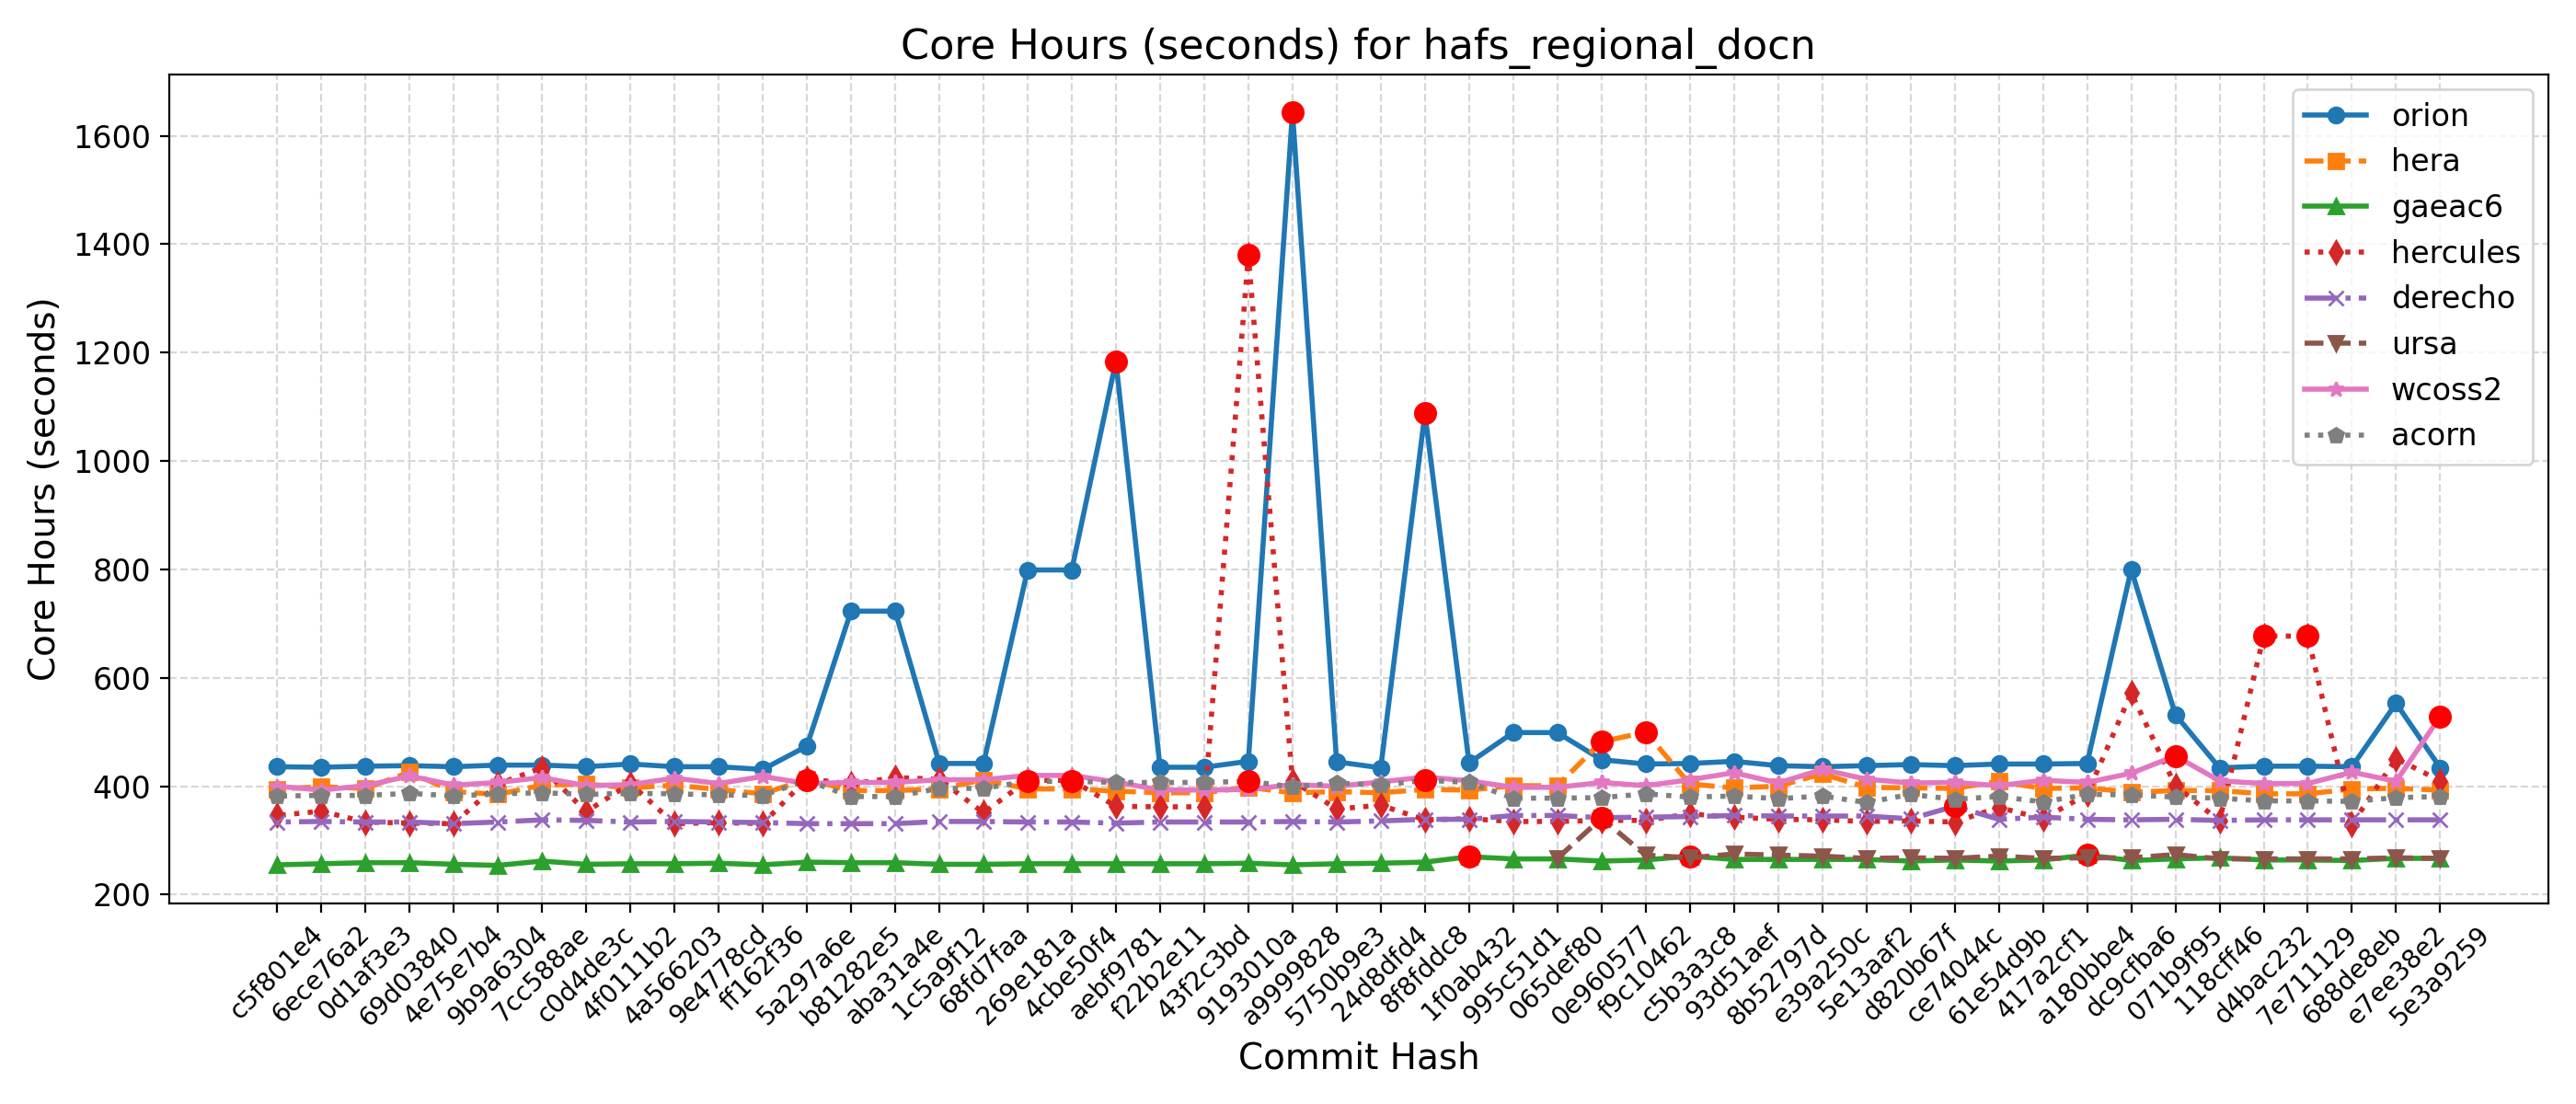 Core Hours (seconds) for hafs_regional_docn
Core Hours (seconds)
1600
1400
1200
1000
800
600
400
200
orion
hera
gaeac6
hercules
derecho
ursa
wcoss2
acorn
c5f801e4
6ece76a2
0d1af3e3
69d03840
4e75e7b4
9b9a6304
7cc588ae
c0d4de3c
4f0111b2
4a566203
9e4778cd
ff162f36
5a297a6e
b81282e5
aba31a4e
1c5a9f12
68fd7faa
269e181a
4cbe50f4
aebf9781
f22b2e11
43f2c3bd
9193010a
a9999828
5750b9e3
24d8dfd4
8f8fddc8
1f0ab432
995c51d1
065def80
0e960577
f9c10462
c5b3a3c8
93d51aef
8b52797d
e39a250c
5e13aaf2
d820b67f
ce74044c
61e54d9b
417a2cf1
a180bbe4
dc9cfba6
071b9f95
118cff46
d4bac232
7e711129
688de8eb
e7ee38e2
5e3a9259
Commit Hash